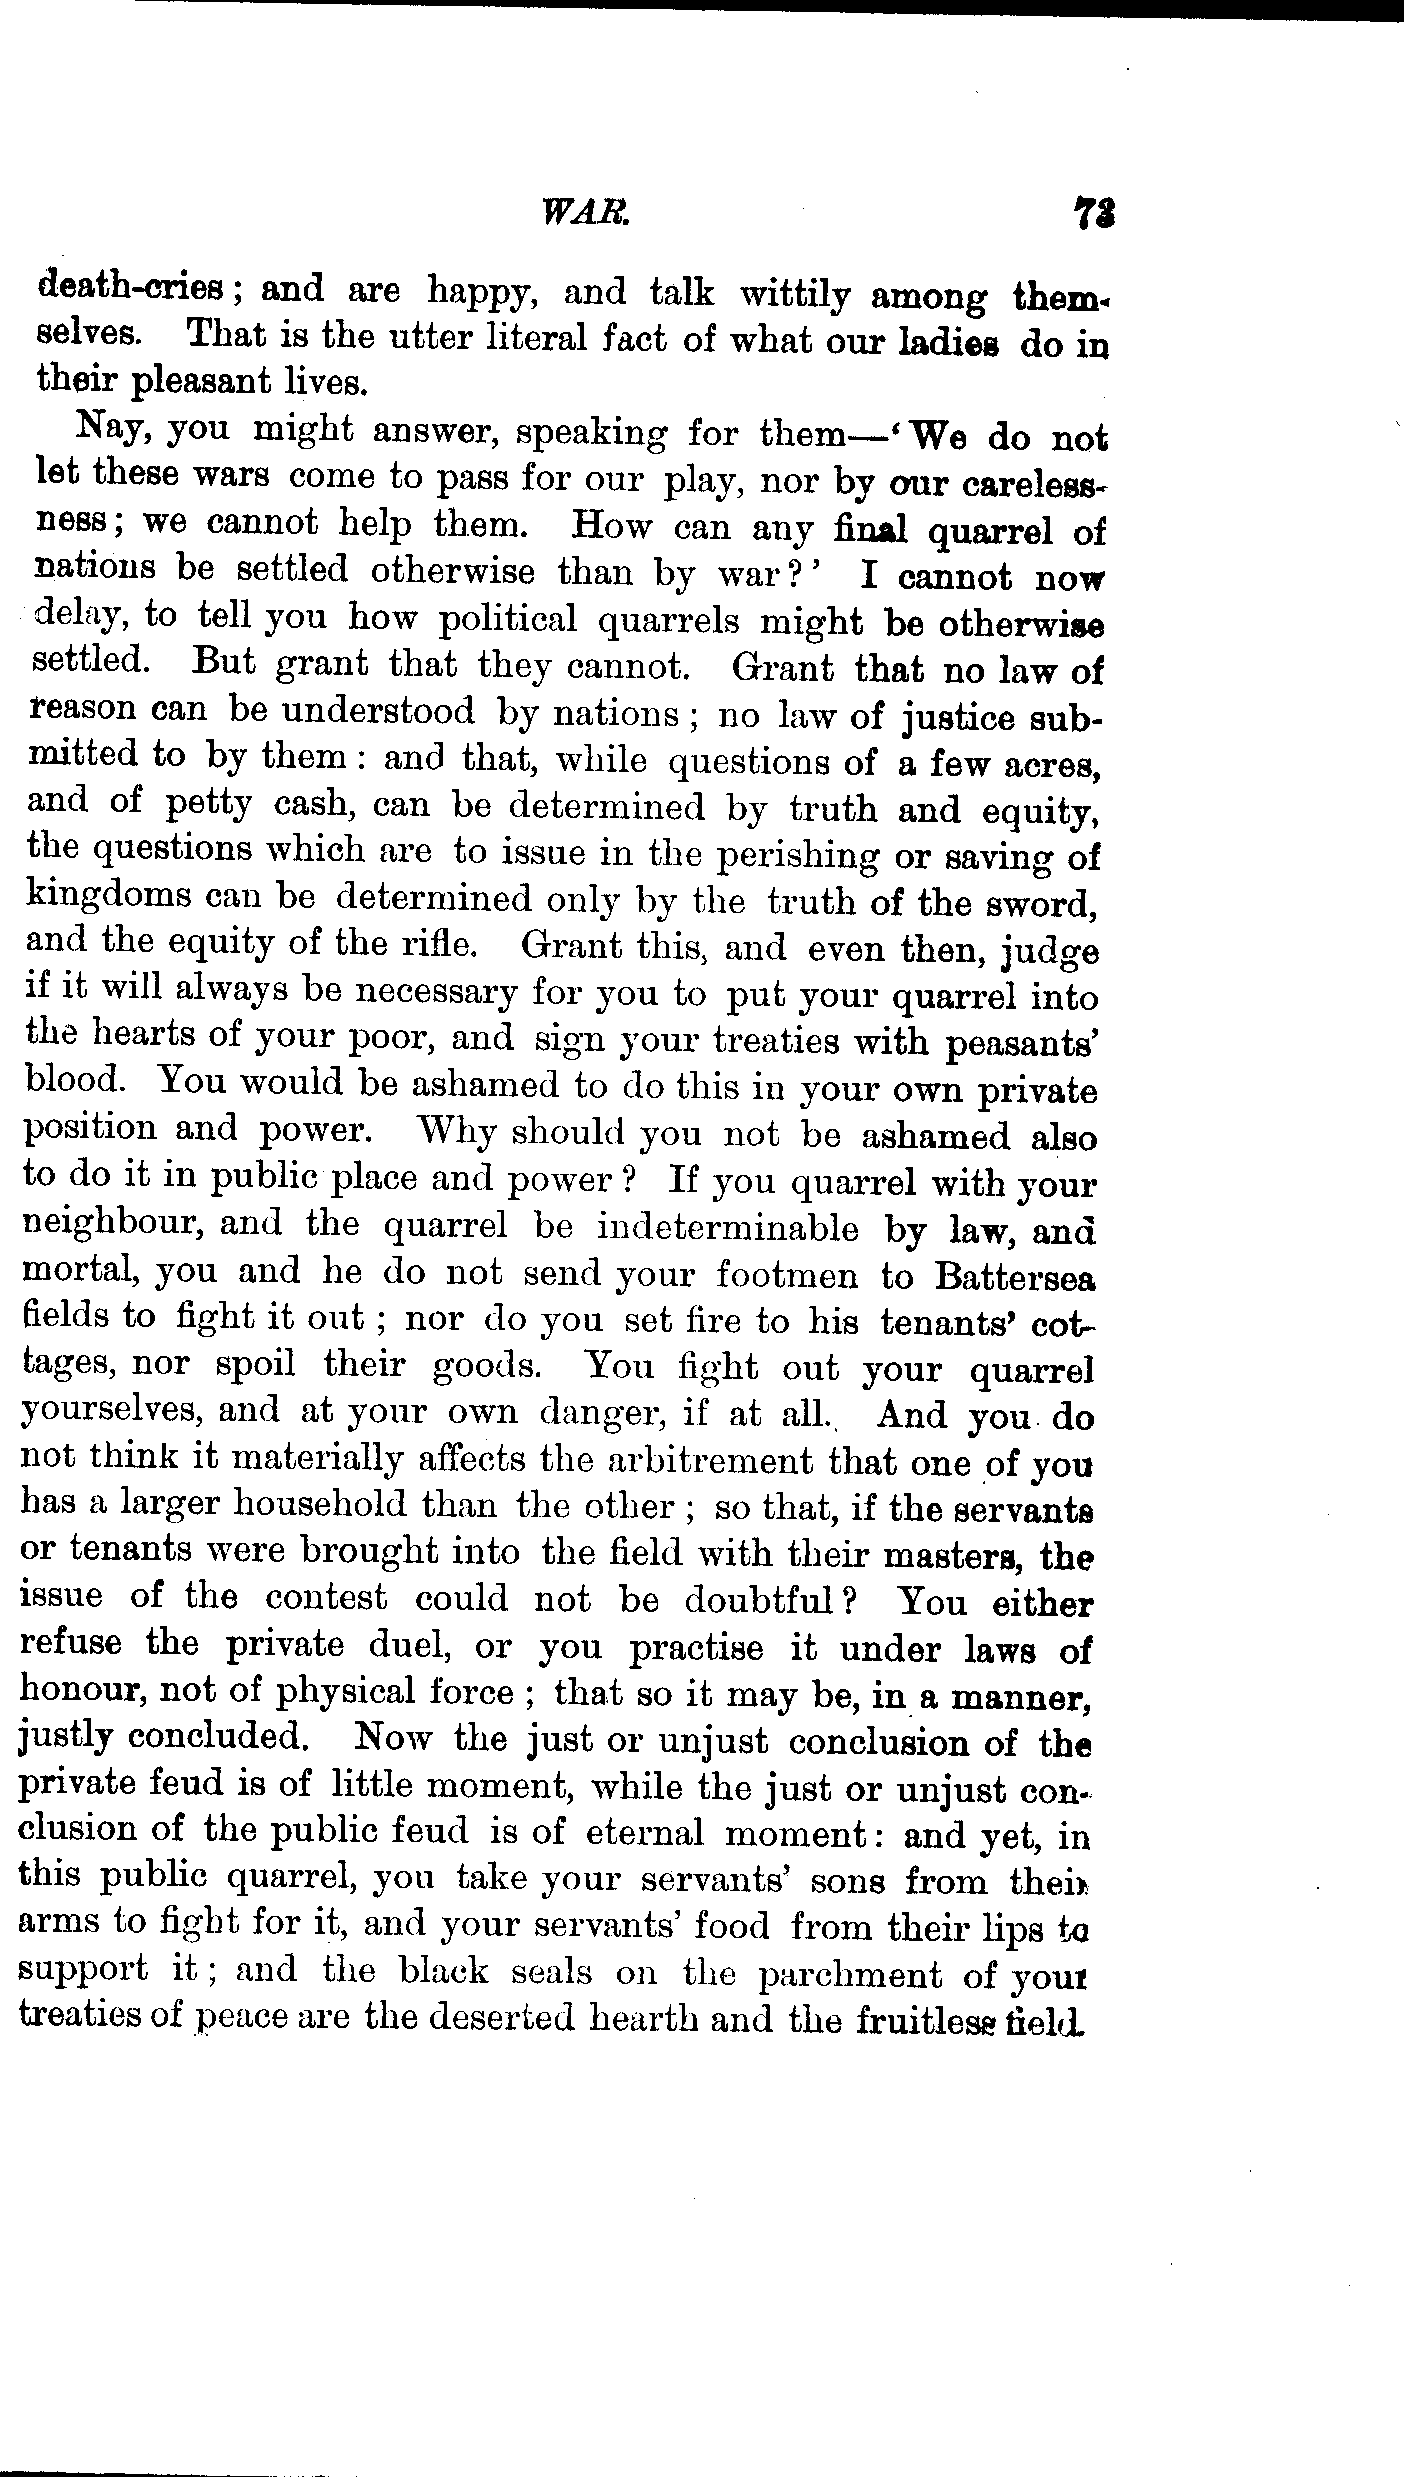 WAR. 73
death-cries; and are happy, and talk wittily among them-
selves. That is the utter literal fact of what our ladies do in
their pleasant lives.
Nay, you might answer, speaking for them—‘We do not
let these wars come to pass for our play, nor by our careless-
ness; we cannot help them. How can any final quarrel of
nations be settled otherwise than by war?’ I cannot now
delay, to tell you how political quarrels might be otherwise
settled. But grant that they cannot. Grant that no law of
reason can be understood by nations; no law of justice sub-
mitted to by them: and that, while questions of a few acres,
and of petty cash, can be determined by truth and equity,
the questions which are to issue in the perishing or saving of
kingdoms can be determined only by the truth of the sword,
and the equity of the rifle. Grant this, and even then, judge
if it will always be necessary for you to put your quarrel into
the hearts of your poor, and sign your treaties with peasants’
blood. You would be ashamed to do this in your own private
position and power. Why should you not be ashamed also
to do it in public place and power? If you quarrel with your
neighbour, and the quarrel be indeterminable by law, and
mortal, you and he do not send your footmen to Battersea
fields to fight it out; nor do you set fire to his tenants’ cot-
tages, nor spoil their goods. You fight out your quarrel
yourselves, and at your own danger, if at all. And you do
not think it materially affects the arbitrement that one of you
has a larger household than the other; so that, if the servants
or tenants were brought into the field with their masters, the
issue of the contest could not be doubtful? You either
refuse the private duel, or you practise it under laws of
honour, not of physical force; that so it may be, in a manner,
justly concluded. Now the just or unjust conclusion of the
private feud is of little moment, while the just or unjust con-
clusion of the public feud is of eternal moment: and yet, in
this public quarrel, you take your servants’ sons from their
arms to fight for it, and your servants’ food from their lips to
support it; and the black seals on the parchment of your
treaties of peace are the deserted hearth and the fruitless field.